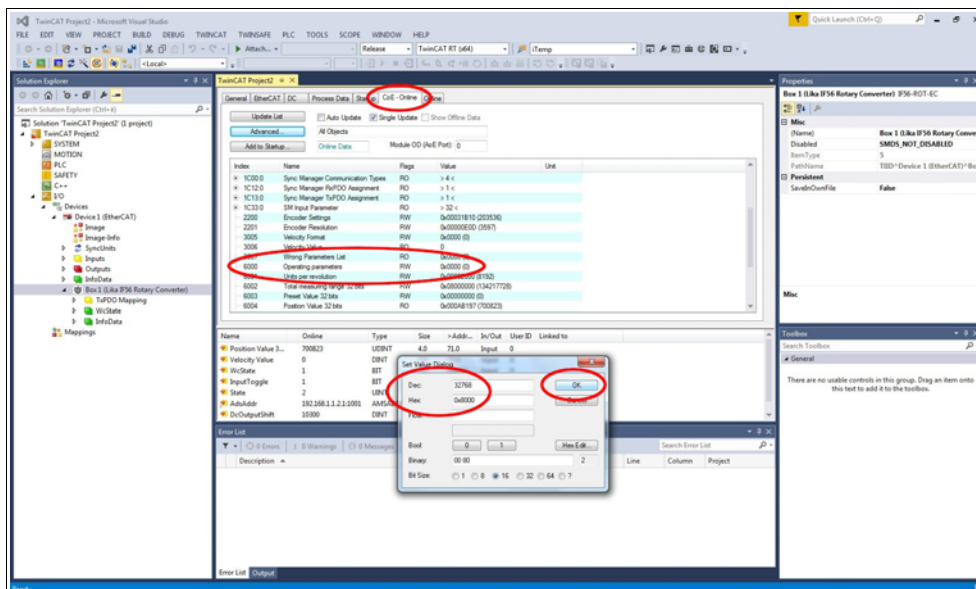 TwinCAT Project2 - Microsoft Visual Studio
Quick Launch (Ctrl+Q)
FILE EDIT VIEW PROJECT BUILD DEBUG TWINCAT TWINSAFE PLC TOOLS SCOPE WINDOW HELP
Attach... Release TwinCAT RT (x64) iTemp
<Local>
Solution Explorer
Search Solution Explorer (Ctrl+è)
Solution 'TwinCAT Project2' (1 project)
TwinCAT Project2
SYSTEM
MOTION
PLC
SAFETY
C++
I/O
Devices
Device 1 (EtherCAT)
Image
Image-Info
SyncUnits
Inputs
Outputs
InfoData
Box 1 (Lika IF56 Rotary Converter)
TxPDO Mapping
WcState
InfoData
Mappings
TwinCAT Project2
General EtherCAT DC Process Data Startup CoE - Online Online
Update List Auto Update Single Update Show Offline Data
Advanced... All Objects
Add to Startup... Online Data Module OD (AoE Port): 0
Index Name Flags Value Unit
1C00:0 Sync Manager Communication Types RO > 4 <
1C12:0 Sync Manager RxPDO Assignment RO > 1 <
1C13:0 Sync Manager TxPDO Assignment RO > 1 <
1C33:0 SM Input Parameter RO > 32 <
2200 Encoder Settings RW 0x00031B10 (203536)
2201 Encoder Resolution RW 0x00000E0D (3597)
3005 Velocity Format RW 0x0000 (0)
3006 Velocity Value RO 0
Wrong Parameters List RO 0x0000 (0)
6000 Operating parameters RW 0x0000 (0)
Units per revolution RW (8192)
6002 Total measuring range 32 bits RW 0x08000000 (134217728)
6003 Preset Value 32 bits RW 0x00000000 (0)
6004 Position Value 32 bits RO 0x000AB197 (700823)
Name Online Type Size >Addr... In/Out User ID Linked to
Position Value 3... 700823 UDINT 4.0 71.0 Input 0
Velocity Value 0 DINT
WcState 1 BIT
InputToggle 1 BIT
State 2 UINT
AdsAddr 192.168.1.1.2.1:1001
DcOutputShift 10300 DINT
Set Value Dialog
Dec: 32768 OK
Hex: 0x8000 Cancel
Float:
Bool: 0 1 Hex Edit...
Binary: 00 80 2
Bit Size: 1 8 16 32 64 ?
Error List
0 Errors 0 Warnings 0 Messages Search Error List
Description Line Column Project
Error List Output
Properties
Box 1 (Lika IF56 Rotary Converter) IF56-ROT-EC
Misc
(Name) Box 1 (Lika IF56 Rotary Conve
Disabled SMDS_NOT_DISABLED
ItemType 5
PathName TIID^Device 1 (EtherCAT)^Bo
Persistent
SaveInOwnFile False
Misc
Toolbox
Search Toolbox
General
There are no usable controls in this group. Drag an item onto
this text to add it to the toolbox.